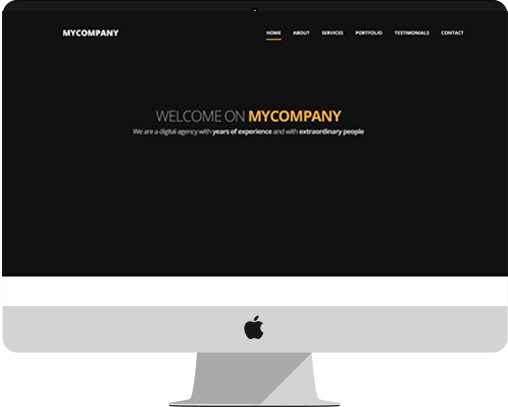 MYCOMPANY
HOME ABOUT SERVICES PORTFOLIO TESTIMONIALS CONTACT
WELCOME ON MYCOMPANY
We are a digital agency with years of experience and with extraordinary people